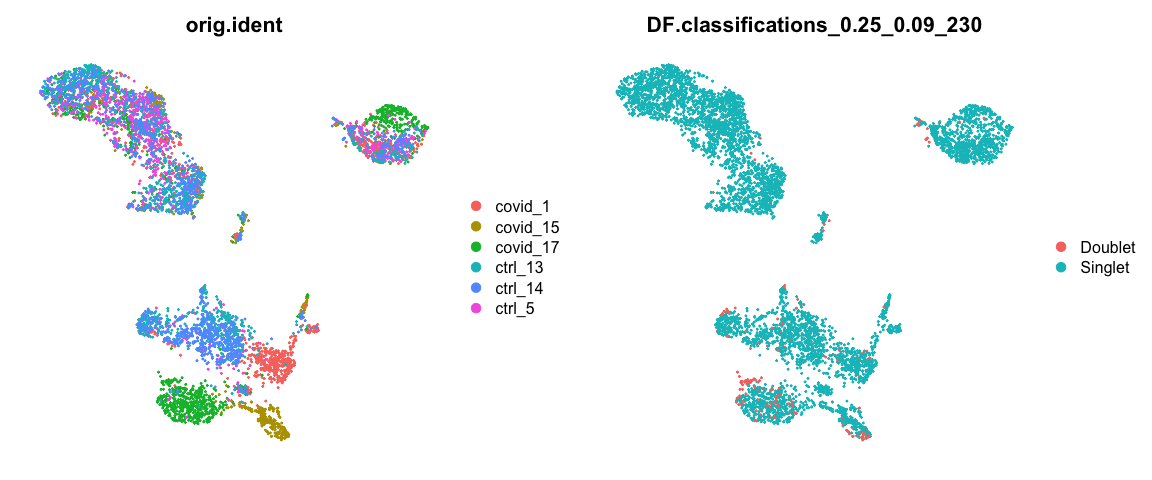 orig.ident
covid_1
covid_15
covid_17
ctrl_13
ctrl_14
ctrl_5
DF.classifications_0.25_0.09_230
Doublet
Singlet